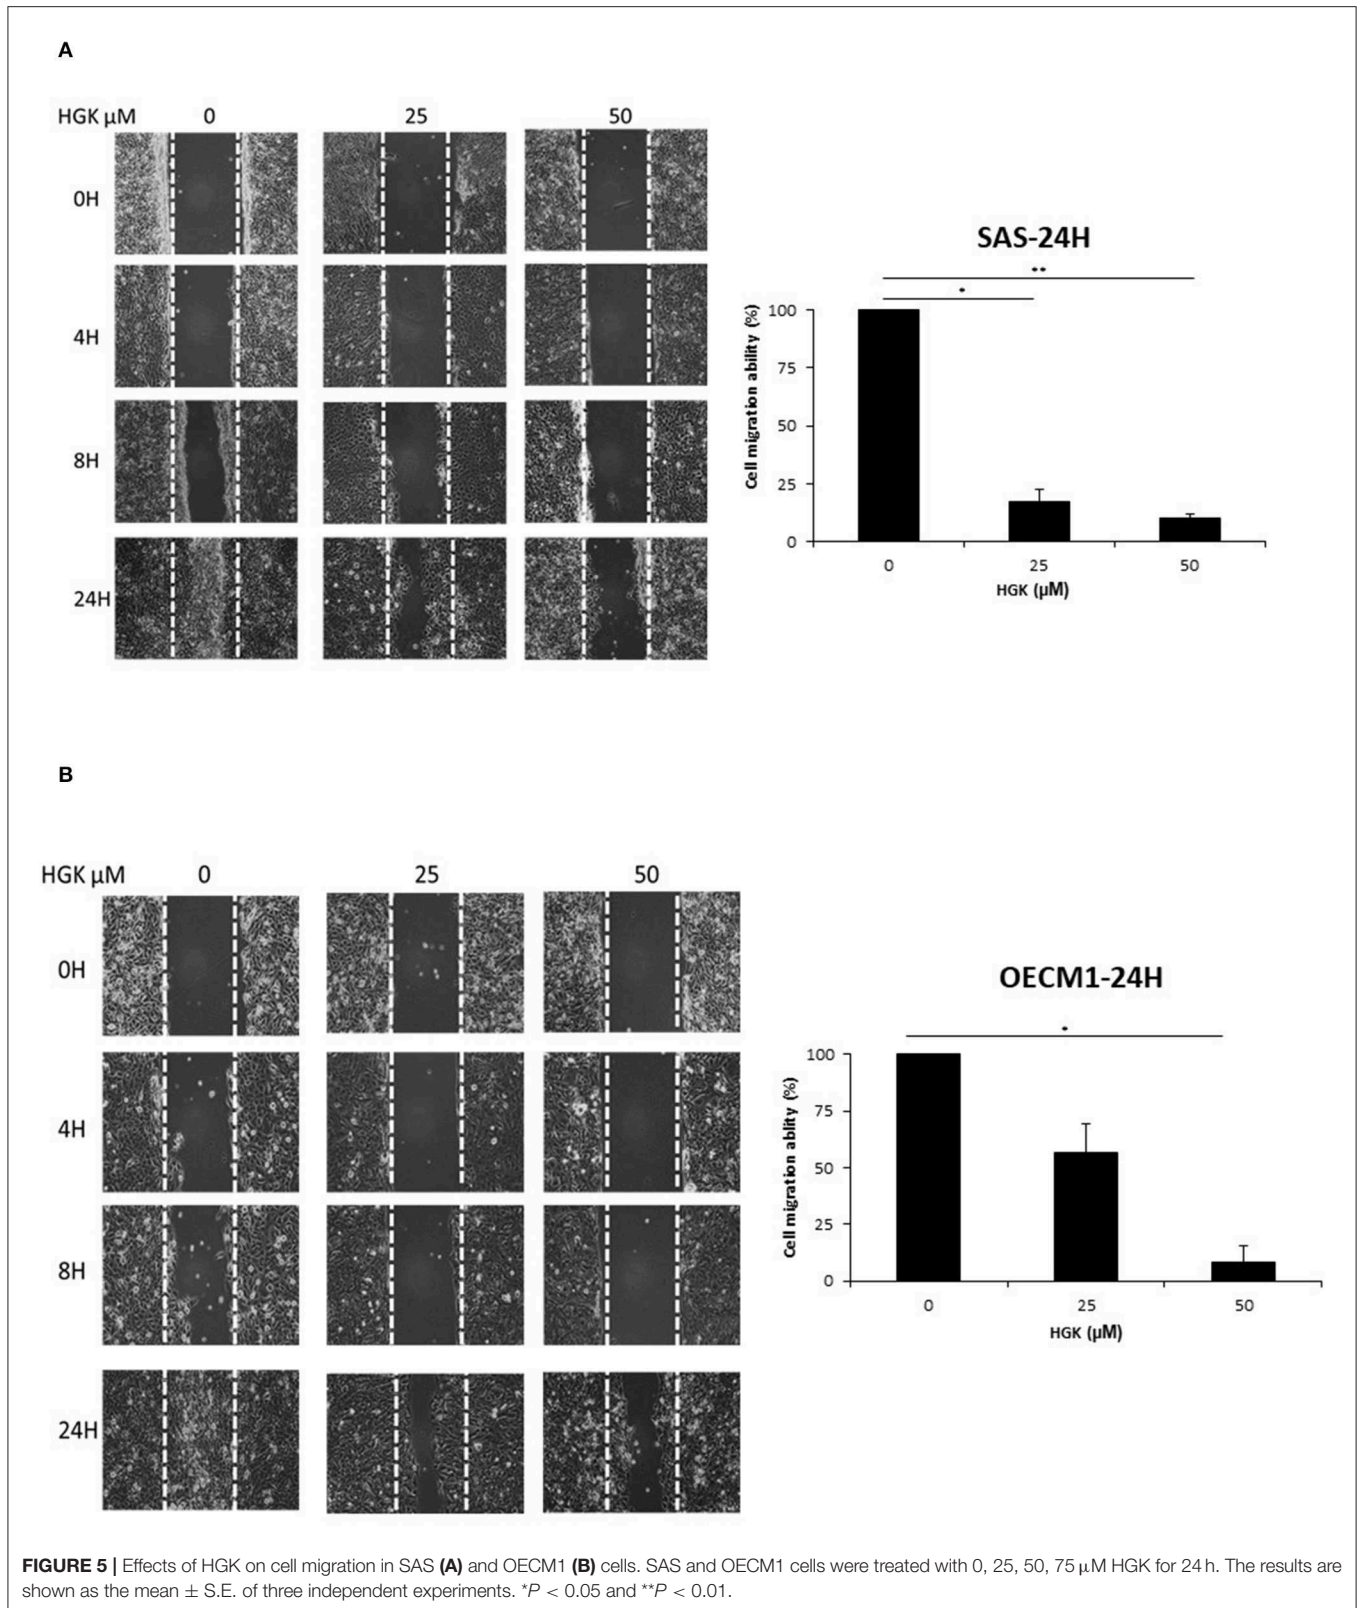 A
HGK μM 0 25 50
0H
4H
8H
24H
SAS-24H
**
*
Cell migration ability (%)
100
75
50
25
0
0 25 50
HGK (μM)
B
HGK μM 0 25 50
0H
4H
8H
24H
OECM1-24H
*
Cell migration ablity (%)
100
75
50
25
0
0 25 50
HGK (μM)
FIGURE 5 | Effects of HGK on cell migration in SAS (A) and OECM1 (B) cells. SAS and OECM1 cells were treated with 0, 25, 50, 75 μM HGK for 24 h. The results are
shown as the mean ± S.E. of three independent experiments. *P < 0.05 and **P < 0.01.